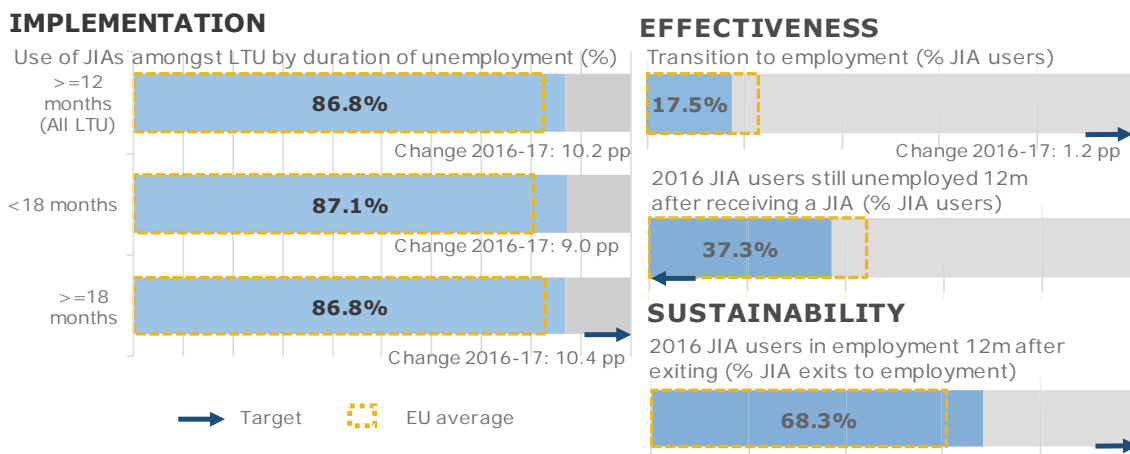 IMPLEMENTATION
Use of JIAs amongst LTU by duration of unemployment (%)
>=12
months
(All LTU)
86.8%
Change 2016-17: 10.2 pp
<18 months
87.1%
Change 2016-17: 9.0 pp
>=18
months
86.8%
Change 2016-17: 10.4 pp
Target
EU average
EFFECTIVENESS
Transition to employment (% JIA users)
17.5%
Change 2016-17: 1.2 pp
2016 JIA users still unemployed 12m
after receiving a JIA (% JIA users)
37.3%
SUSTAINABILITY
2016 JIA users in employment 12m after
exiting (% JIA exits to employment)
68.3%